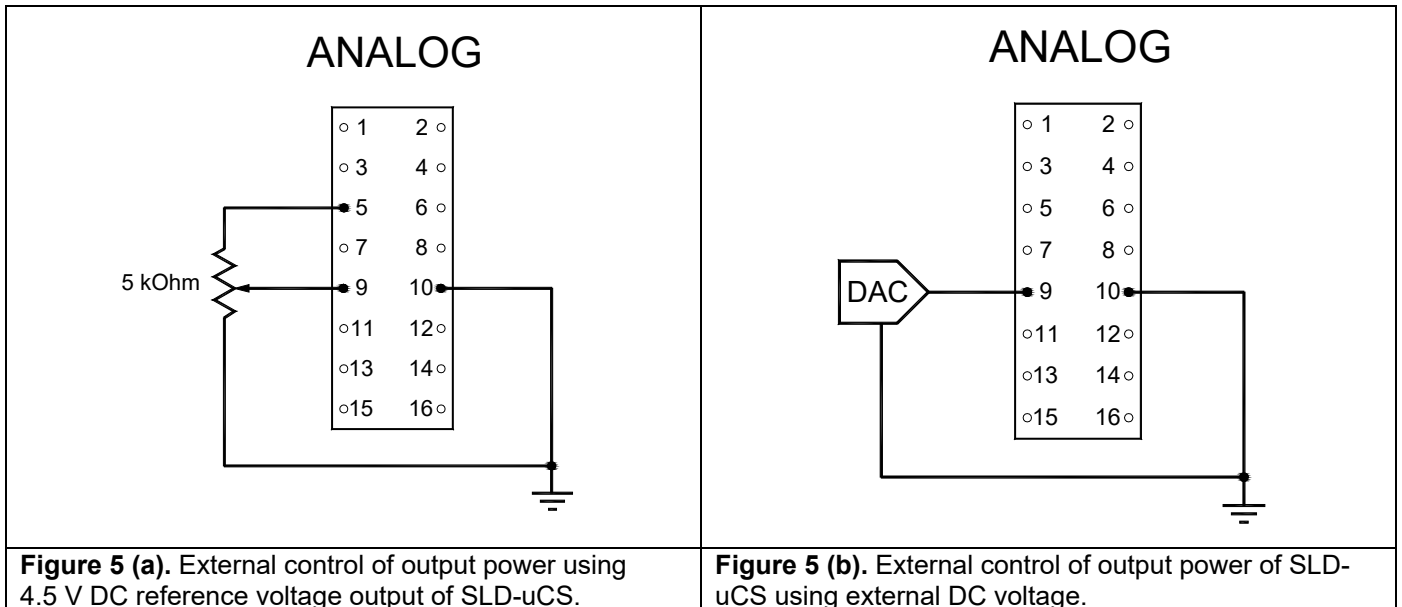 ANALOG
1 2
3 4
5 6
7 8
5 kOhm
9 10
11 12
13 14
15 16
Figure 5 (a). External control of output power using
4.5 V DC reference voltage output of SLD-uCS.
ANALOG
1 2
3 4
5 6
7 8
DAC
9 10
11 12
13 14
15 16
Figure 5 (b). External control of output power of SLD-
uCS using external DC voltage.